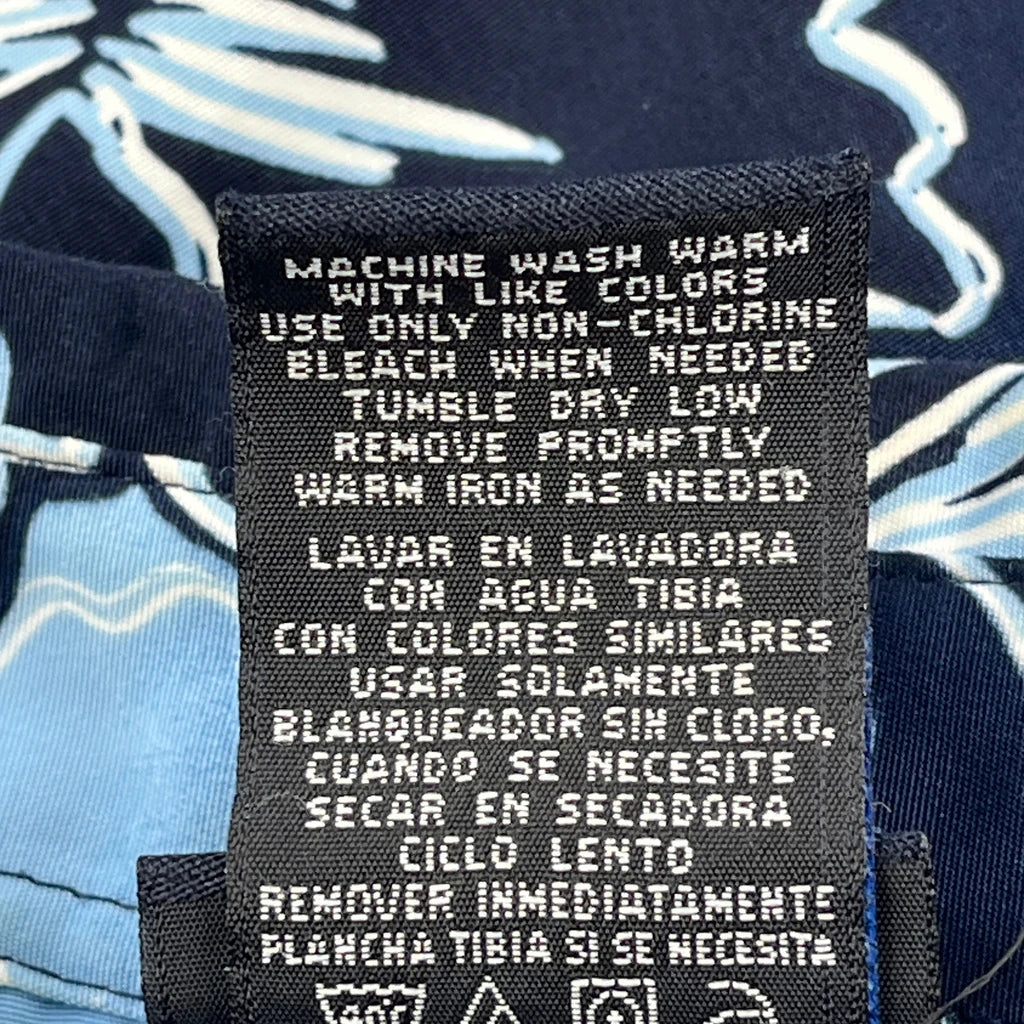 MACHINE WASH WARM
WITH LIKE COLORS
USE ONLY NON-CHLORINE
BLEACH WHEN NEEDED
TUMBLE DRY LOW
REMOVE PROMPTLY
WARM IRON AS NEEDED
LAVAR EN LAVADORA
CON AGUA TIBIA
CON COLORES SIMILARES
USAR SOLAMENTE
BLANQUEADOR SIN CLORO,
CUANDO SE NECESITE
SECAR EN SECADORA
CICLO LENTO
REMOVER INMEDIATAMENTE
PLANCHA TIBIA SI SE NECESITA